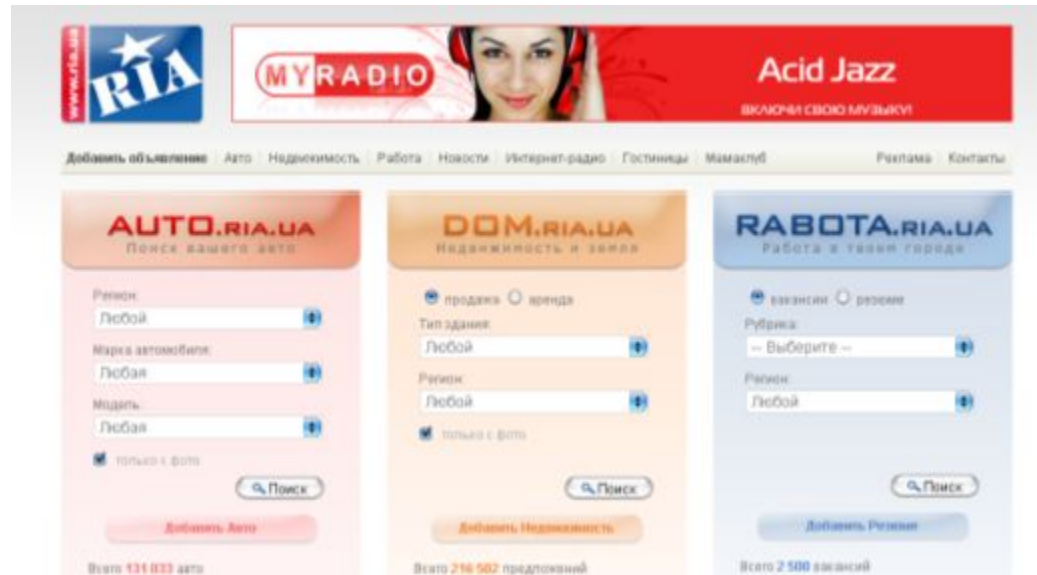 www.ria.ua
RIA
MYRADIO
Acid Jazz
ВКЛЮЧИ СВОЮ МУЗЫКУ!
Добавить объявление Авто Недвижимость Работа Новости Интернет-радио Гостиницы Мамаклуб Реклама Контакты
AUTO.RIA.UA
Поиск вашего авто
Регион:
Любой
Марка автомобиля:
Любая
Модель:
Любая
только с фото
Поиск
Добавить Авто
Всего 131 033 авто
DOM.RIA.UA
Недвижимость и земля
продажа аренда
Тип здания:
Любой
Регион:
Любой
только с фото
Поиск
Добавить Недвижимость
Всего 216 502 предложений
RABOTA.RIA.UA
Работа в твоем городе
вакансии резюме
Рубрика:
-- Выберите --
Регион:
Любой
Поиск
Добавить Резюме
Всего 2 500 вакансий